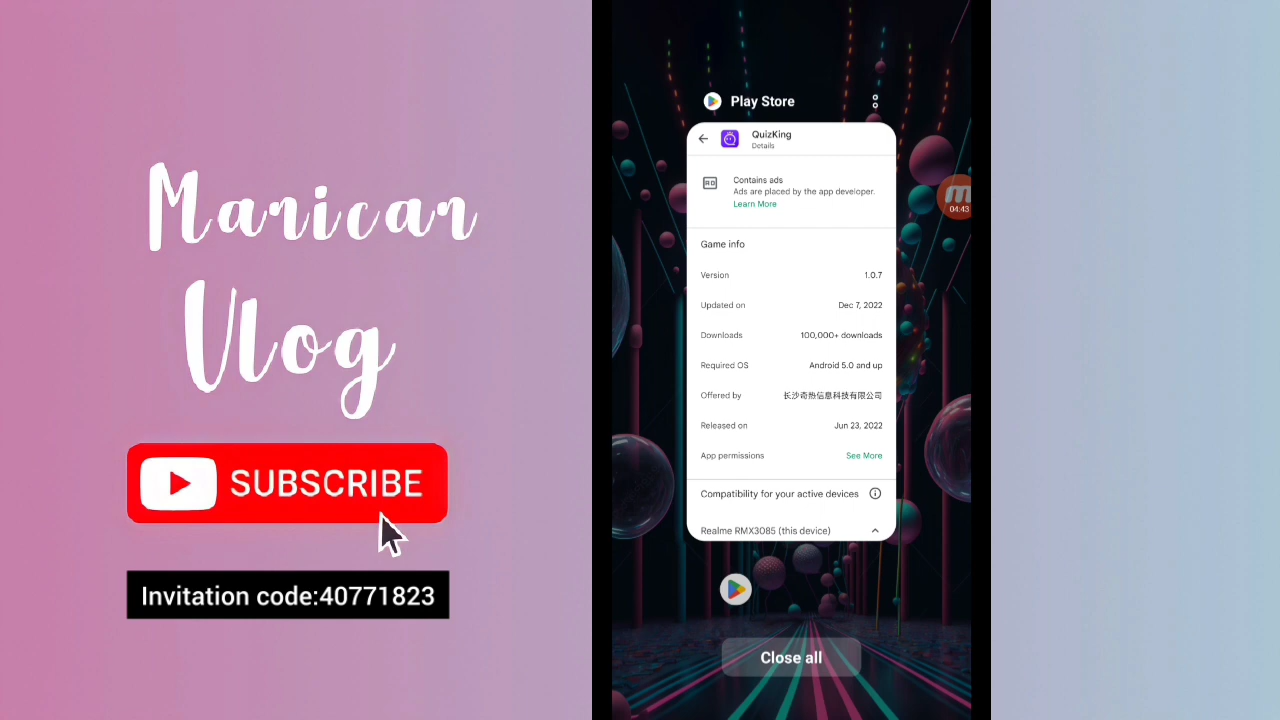 Manican
Vlog
SUBSCRIBE
Invitation code:40771823
Play Store
QuizKing
Details
AD
Contains ads
Ads are placed by the app developer.
Learn More
Game info
Version 1.0.7
Updated on Dec 7, 2022
Downloads 100,000+ downloads
Required OS Android 5.0 and up
Offered by 长沙奇热信息科技有限公司
Released on Jun 23, 2022
App permissions See More
Compatibility for your active devices
Realme RMX3085 (this device)
Close all
04:43